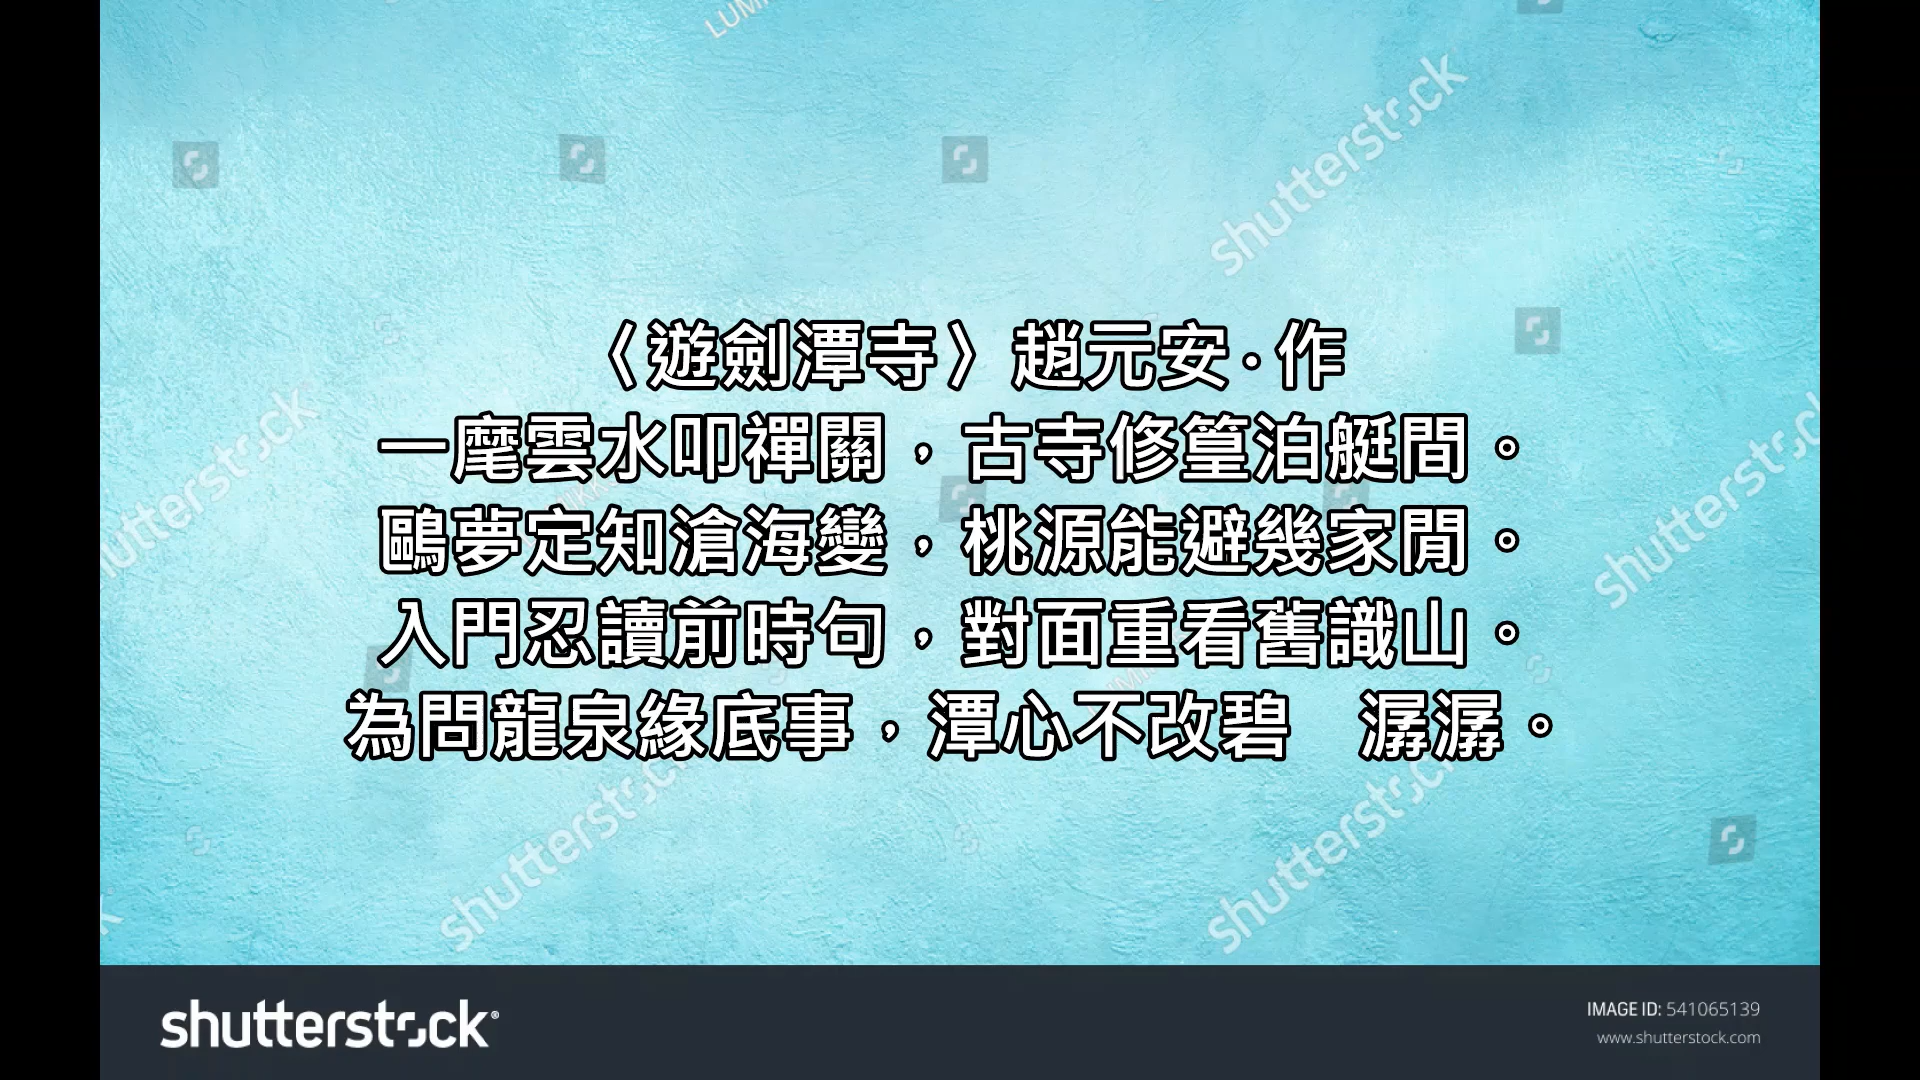 〈遊劍潭寺〉趙元安·作
一麾雲水叩禪關，古寺修篁泊艇間。
鷗夢定知滄海變，桃源能避幾家閒。
入門忍讀前時句，對面重看舊識山。
為問龍泉緣底事，潭心不改碧　潺潺。
shutterstock
IMAGE ID: 541065139
www.shutterstock.com